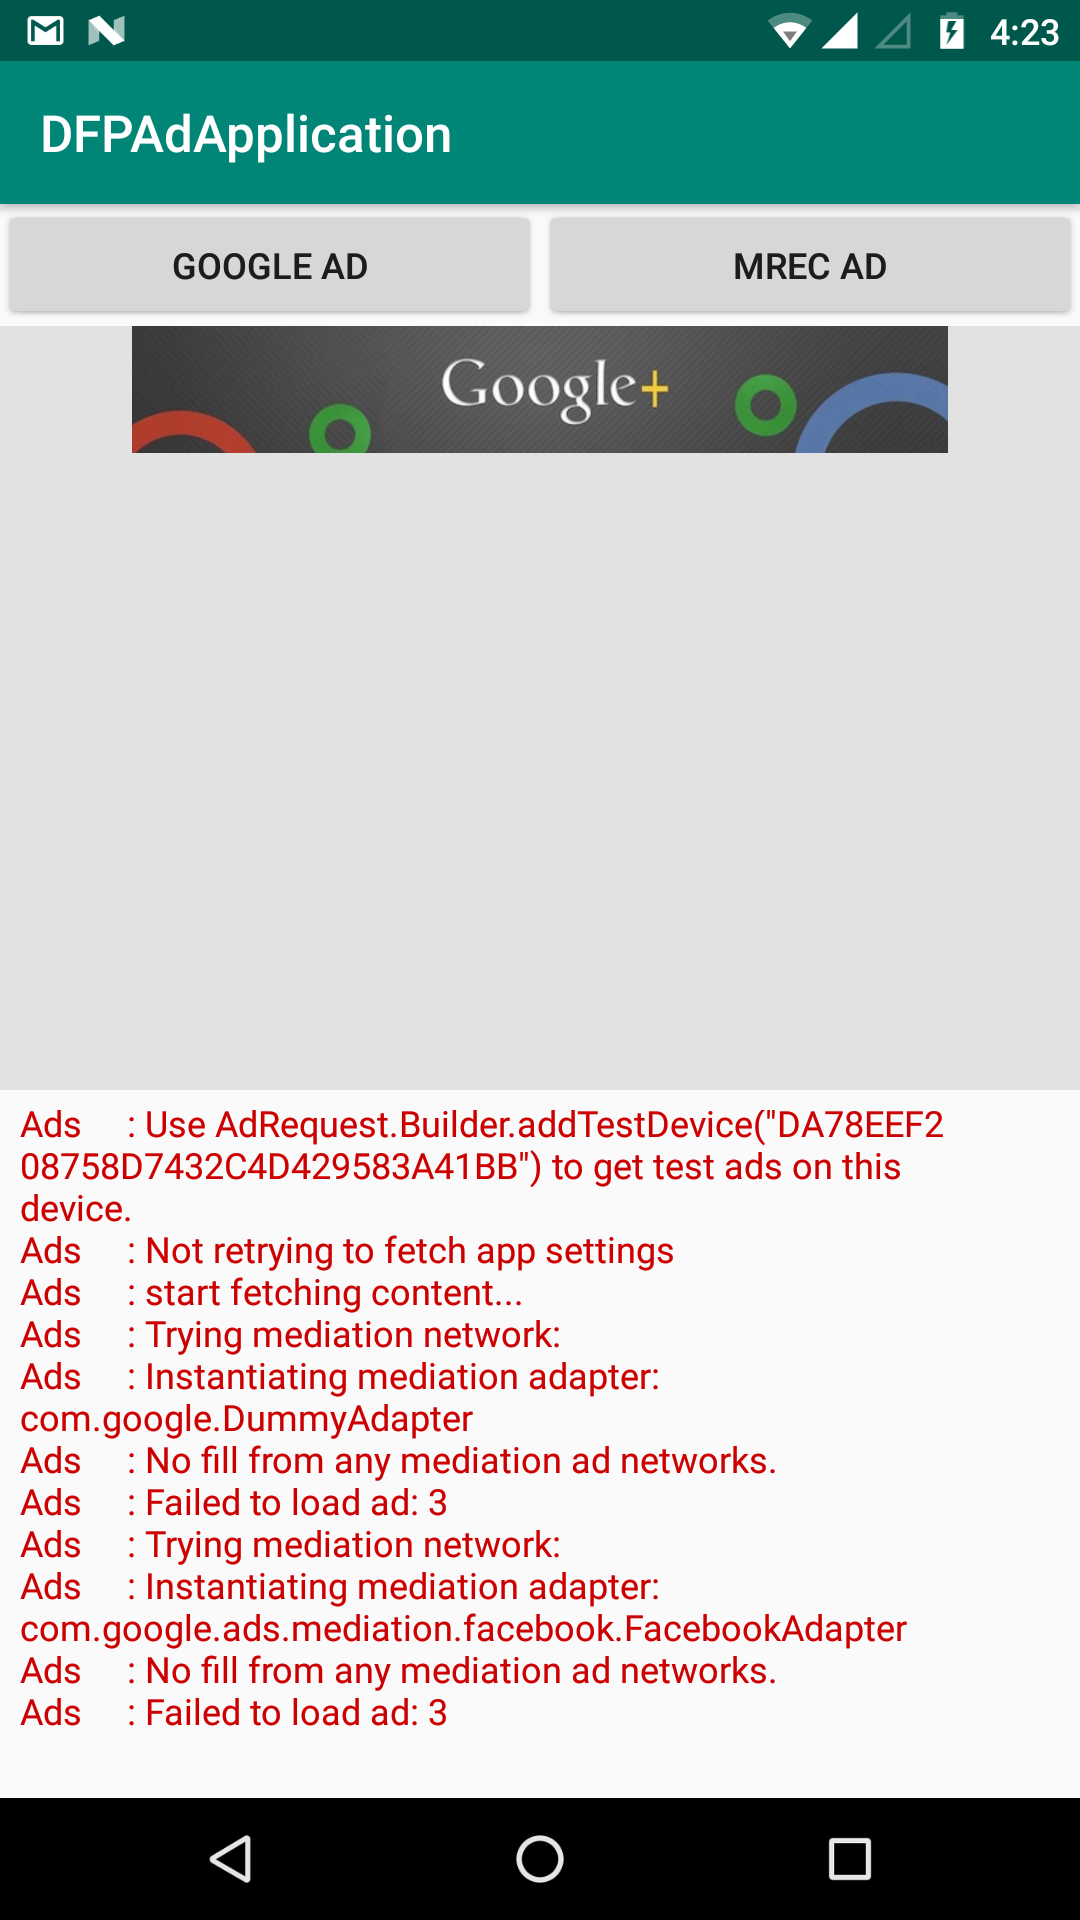 4:23
DFPAdApplication
GOOGLE AD MREC AD
Google+
Ads : Use AdRequest.Builder.addTestDevice("DA78EEF2
08758D7432C4D429583A41BB") to get test ads on this
device.
Ads : Not retrying to fetch app settings
Ads : start fetching content...
Ads : Trying mediation network:
Ads : Instantiating mediation adapter:
com.google.DummyAdapter
Ads : No fill from any mediation ad networks.
Ads : Failed to load ad: 3
Ads : Trying mediation network:
Ads : Instantiating mediation adapter:
com.google.ads.mediation.facebook.FacebookAdapter
Ads : No fill from any mediation ad networks.
Ads : Failed to load ad: 3